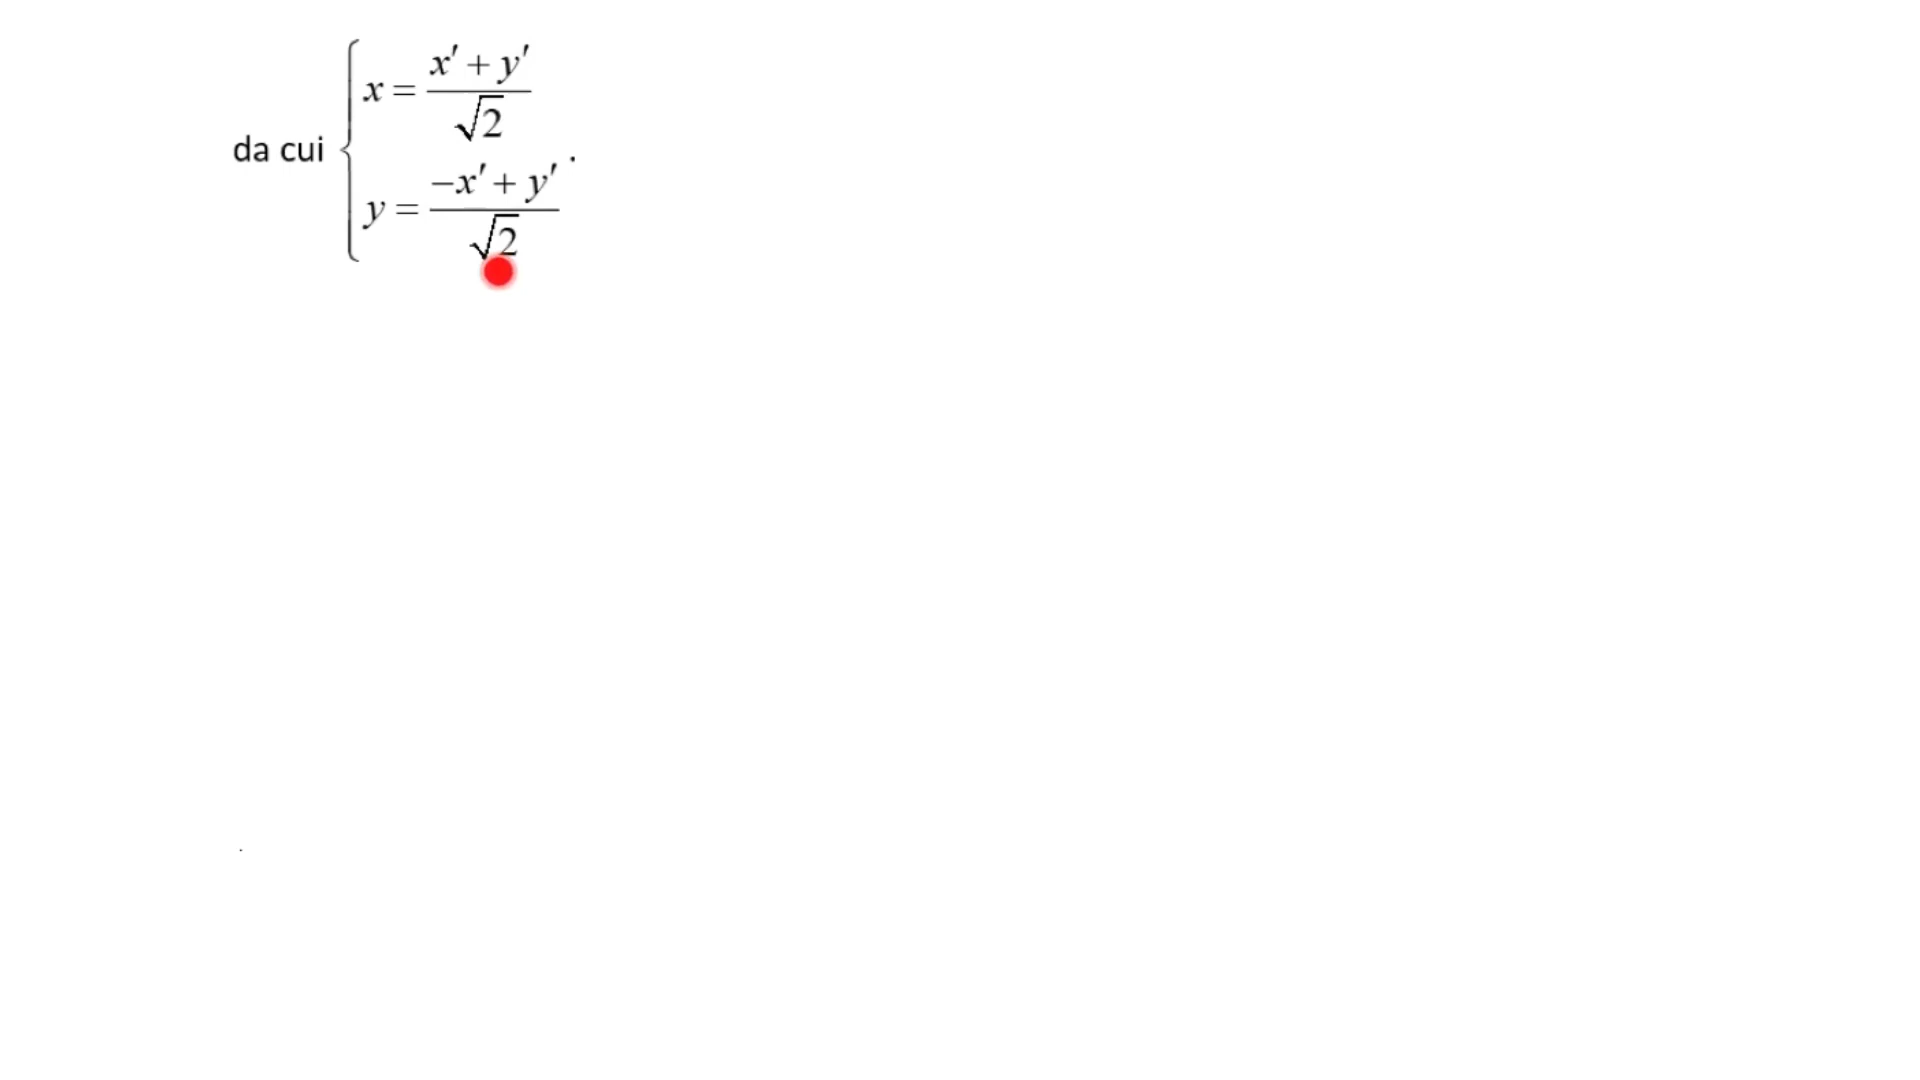 x = (x′ + y′)/√2
da cui { .
y = (−x′ + y′)/√2